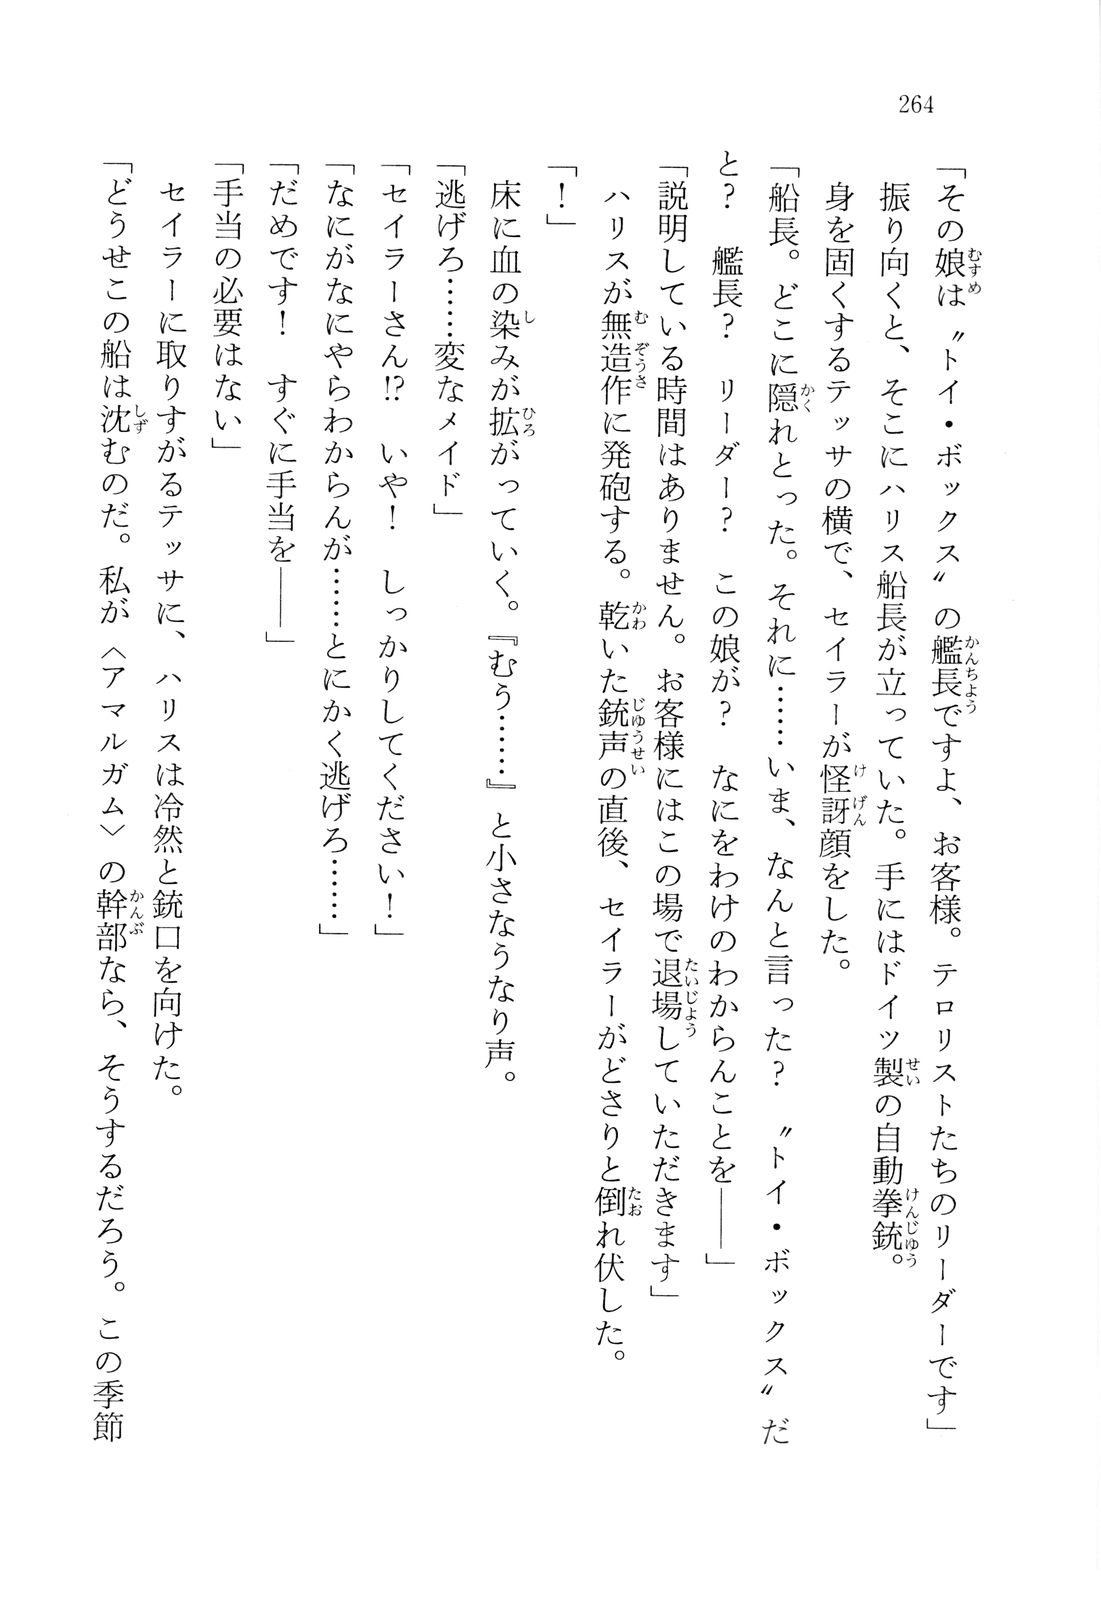 264
「その娘は〝トイ・ボックス〟の艦長ですよ、お客様。テロリストたちのリーダーです」
振り向くと、そこにハリス船長が立っていた。手にはドイツ製の自動拳銃。
身を固くするテッサの横で、セイラーが怪訝顔をした。
「船長。どこに隠れとった。それに……いま、なんと言った？　〝トイ・ボックス〟だ
と？　艦長？　リーダー？　この娘が？　なにをわけのわからんことを――」
「説明している時間はありません。お客様にはこの場で退場していただきます」
ハリスが無造作に発砲する。乾いた銃声の直後、セイラーがどさりと倒れ伏した。
「！」
床に血の染みが拡がっていく。『むう……』と小さなうなり声。
「逃げろ……変なメイド」
「セイラーさん!?　いや！　しっかりしてください！」
「なにがなにやらわからんが……とにかく逃げろ……」
「だめです！　すぐに手当を――」
「手当の必要はない」
セイラーに取りすがるテッサに、ハリスは冷然と銃口を向けた。
「どうせこの船は沈むのだ。私が〈アマルガム〉の幹部なら、そうするだろう。この季節